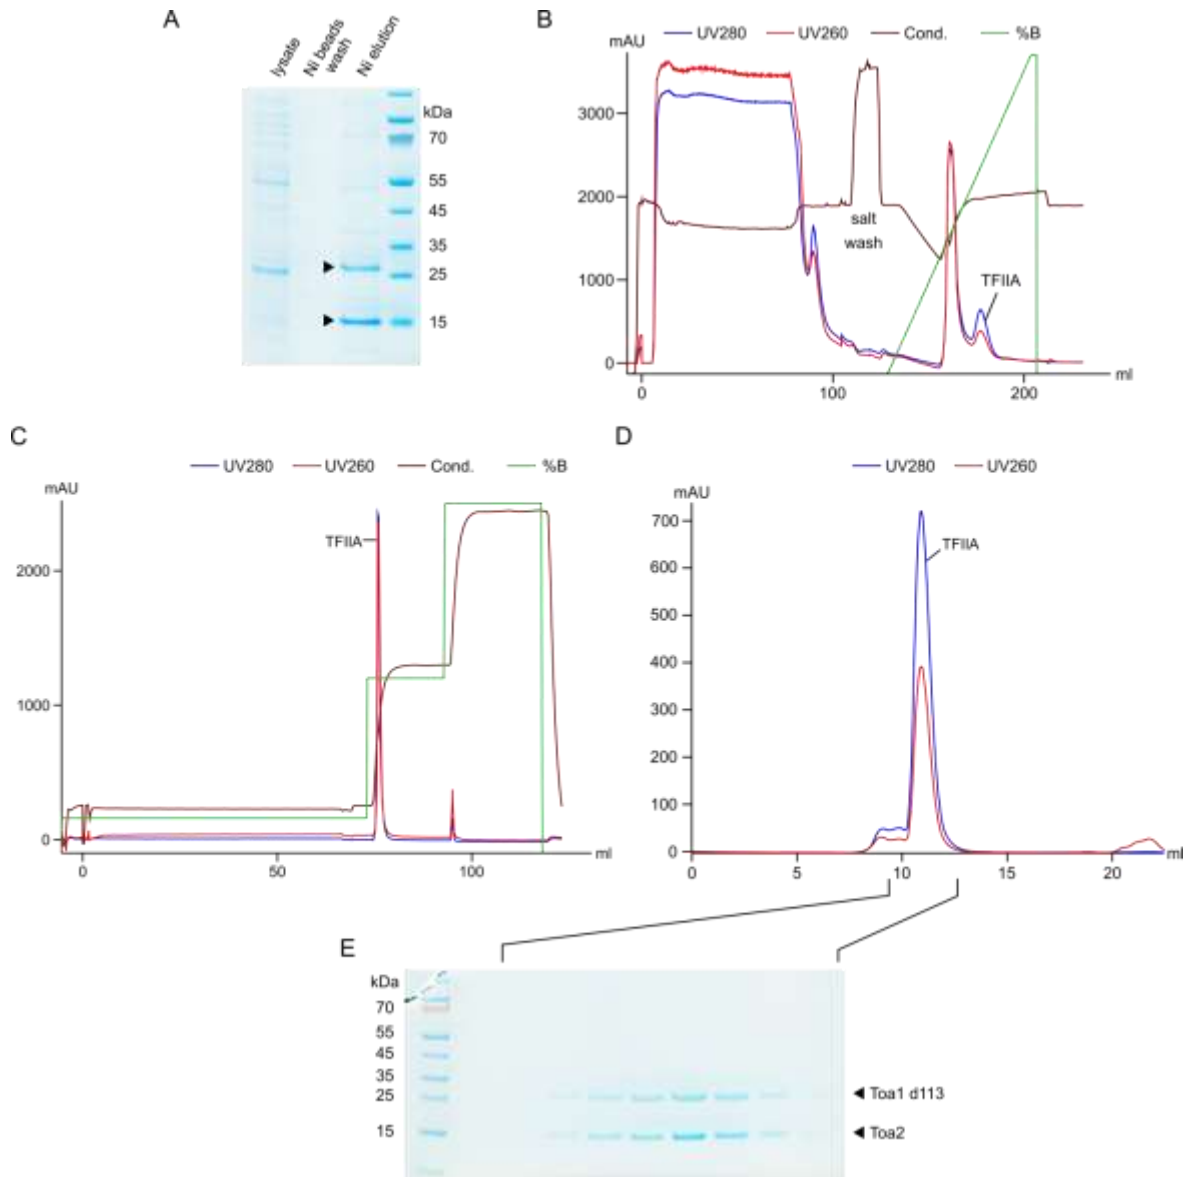 A
lysate
Ni beads
wash
Ni elution
kDa
70
55
45
35
25
15
B
mAU
UV280 UV260 Cond. %B
3000
2000
1000
0
salt
wash
TFIIA
0 100 200 ml
C
UV280 UV260 Cond. %B
mAU
2000
1000
0
TFIIA
0 50 100 ml
D
UV280 UV260
mAU
700
600
500
400
300
200
100
0
TFIIA
0 5 10 15 20 ml
E
kDa
70
55
45
35
25
15
Toa1 d113
Toa2